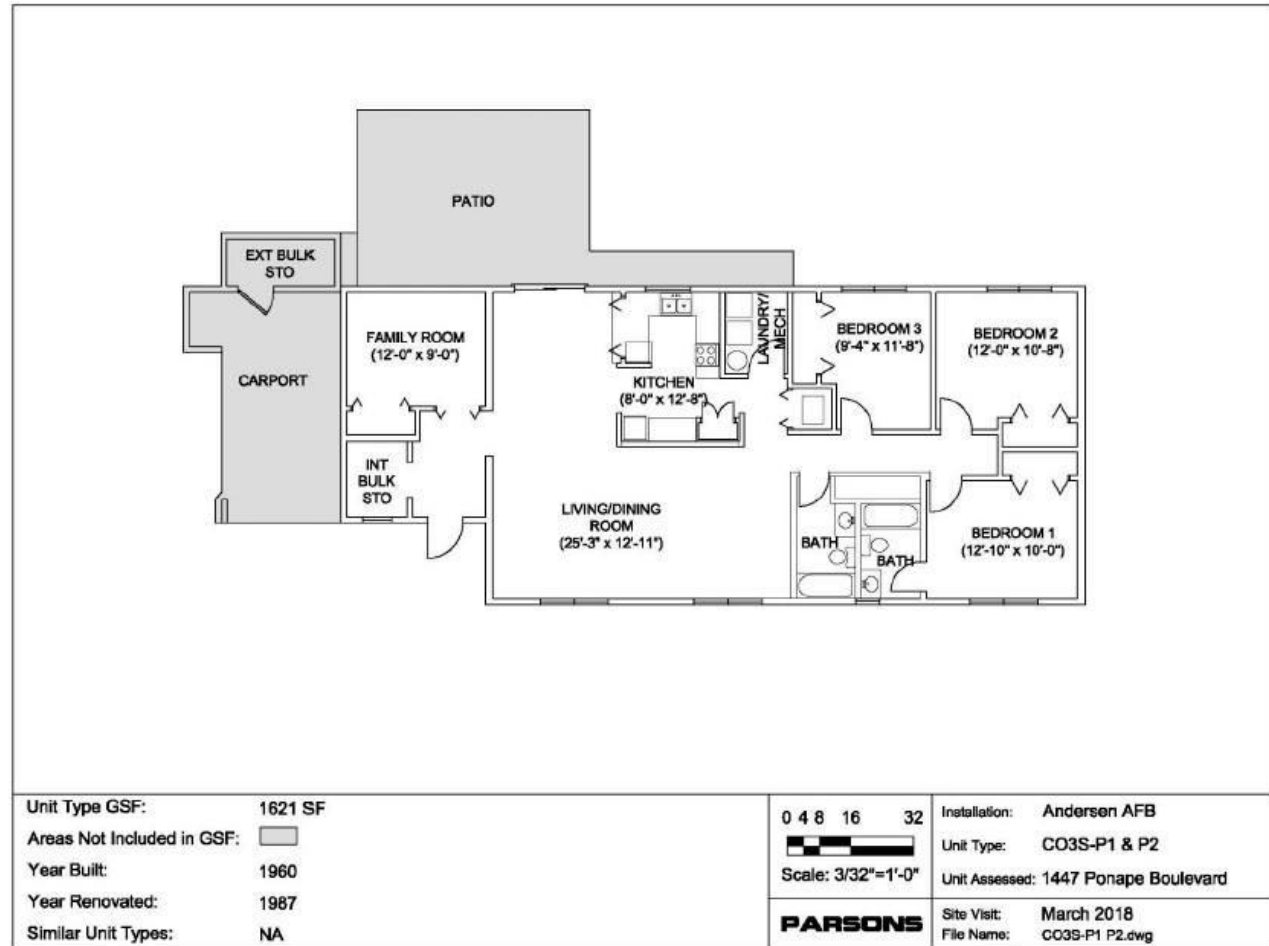 PATIO
EXT BULK
STO
FAMILY ROOM
(12'-0" x 9'-0")
CARPORT
INT
BULK
STO
KITCHEN
(8'-0" x 12'-8")
LAUNDRY/
MECH
BEDROOM 3
(9'-4" x 11'-8")
BEDROOM 2
(12'-0" x 10'-8")
LIVING/DINING
ROOM
(25'-3" x 12'-11")
BATH
BATH
BEDROOM 1
(12'-10" x 10'-0")
Unit Type GSF: 1621 SF
Areas Not Included in GSF:
Year Built: 1960
Year Renovated: 1987
Similar Unit Types: NA
0 4 8 16 32
Scale: 3/32"=1'-0"
PARSONS
Installation: Andersen AFB
Unit Type: CO3S-P1 & P2
Unit Assessed: 1447 Ponape Boulevard
Site Visit: March 2018
File Name: CO3S-P1 P2.dwg